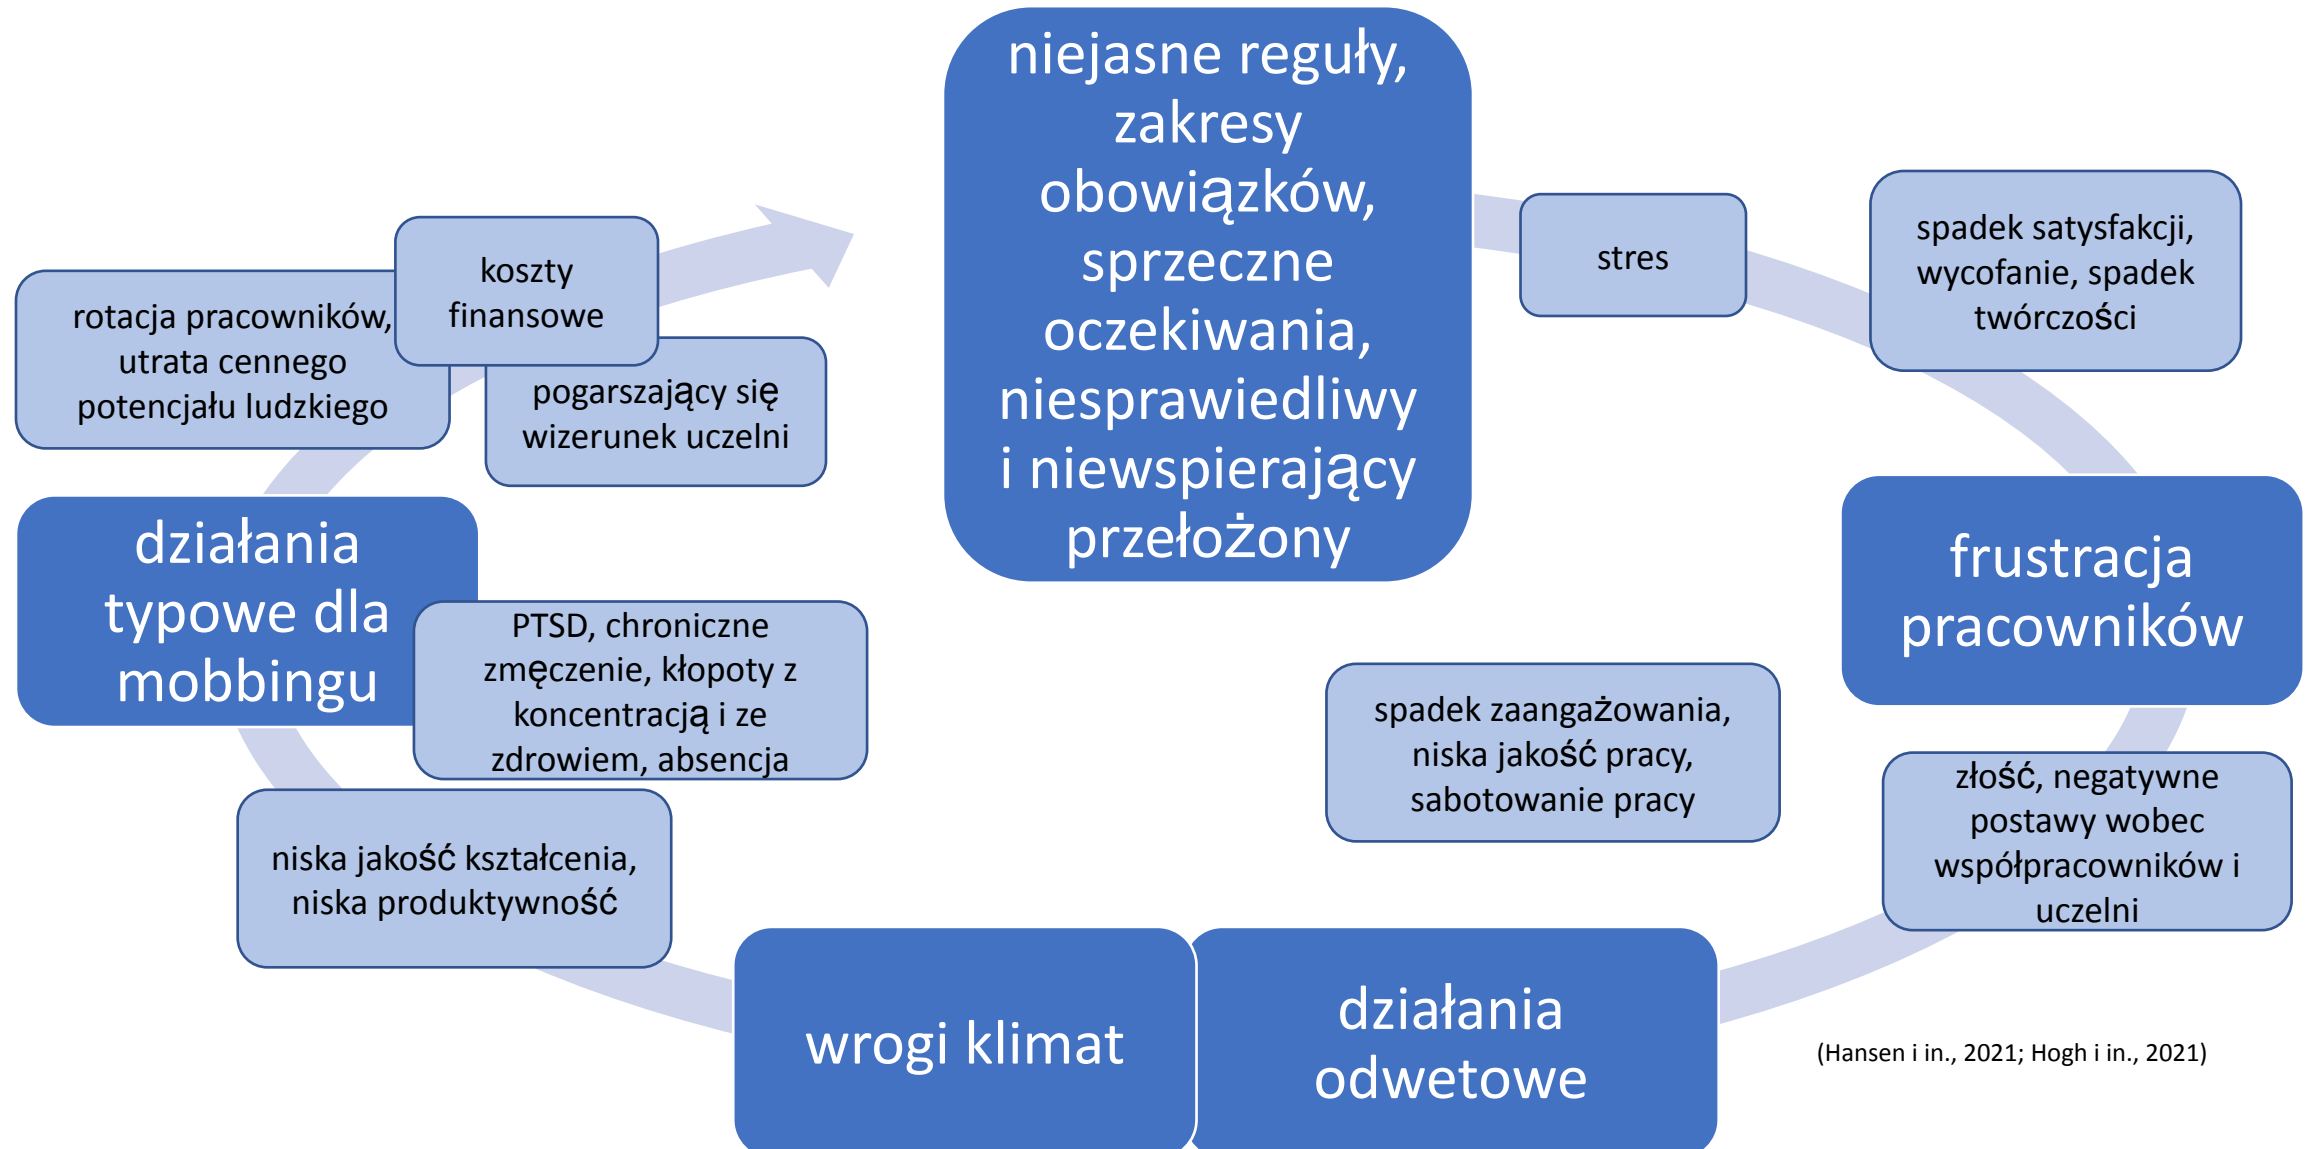 niejasne reguły,
zakresy
obowiązków,
sprzeczne
oczekiwania,
niesprawiedliwy
i niewspierający
przełożony
stres
spadek satysfakcji,
wycofanie, spadek
twórczości
frustracja
pracowników
złość, negatywne
postawy wobec
współpracowników i
uczelni
spadek zaangażowania,
niska jakość pracy,
sabotowanie pracy
działania
odwetowe
wrogi klimat
niska jakość kształcenia,
niska produktywność
PTSD, chroniczne
zmęczenie, kłopoty z
koncentracją i ze
zdrowiem, absencja
działania
typowe dla
mobbingu
rotacja pracowników,
utrata cennego
potencjału ludzkiego
koszty
finansowe
pogarszający się
wizerunek uczelni
(Hansen i in., 2021; Hogh i in., 2021)